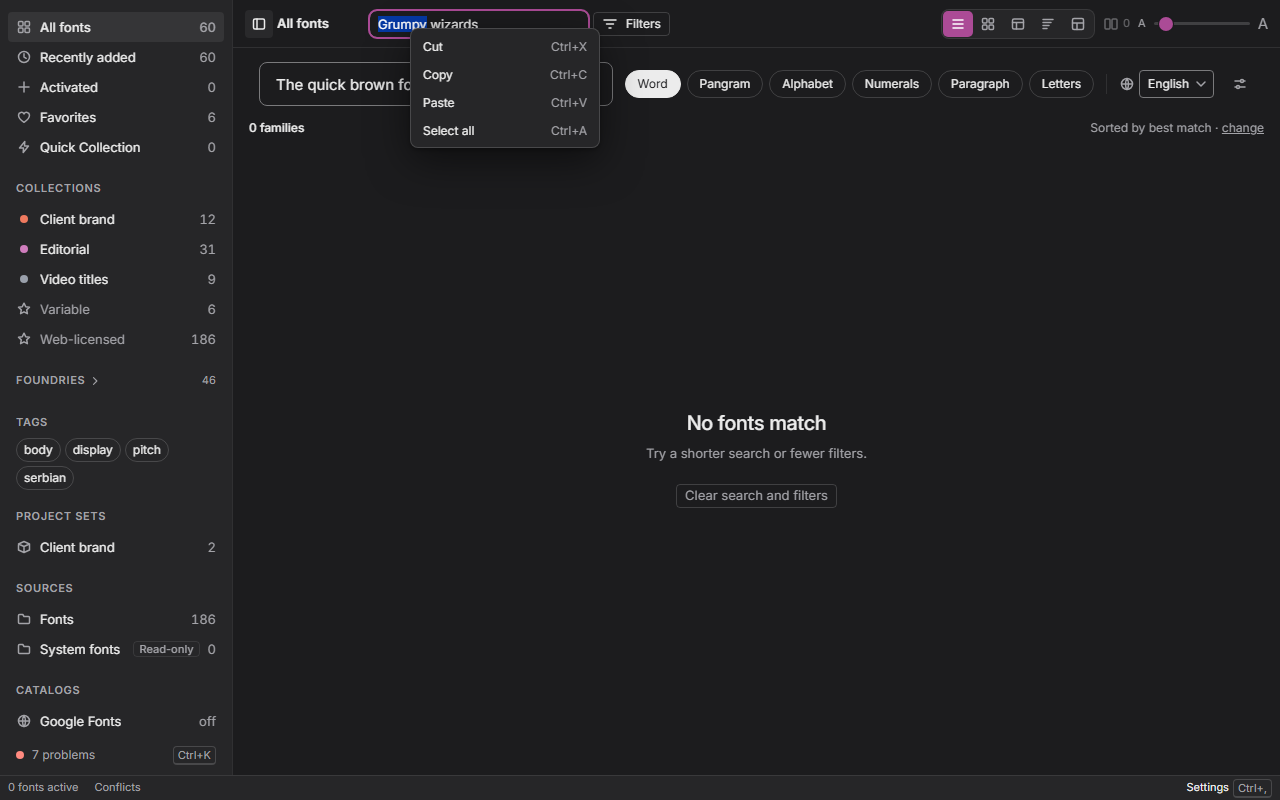 All fonts 60
Recently added 60
Activated 0
Favorites 6
Quick Collection 0
COLLECTIONS
Client brand 12
Editorial 31
Video titles 9
Variable 6
Web-licensed 186
FOUNDRIES 46
TAGS
body display pitch
serbian
PROJECT SETS
Client brand 2
SOURCES
Fonts 186
System fonts Read-only 0
CATALOGS
Google Fonts off
7 problems Ctrl+K
All fonts Grumpy wizards Filters 0 A A
Cut Ctrl+X
Copy Ctrl+C
Paste Ctrl+V
Select all Ctrl+A
The quick brown fo Word Pangram Alphabet Numerals Paragraph Letters English
0 families Sorted by best match · change
No fonts match
Try a shorter search or fewer filters.
Clear search and filters
0 fonts active Conflicts Settings Ctrl+,